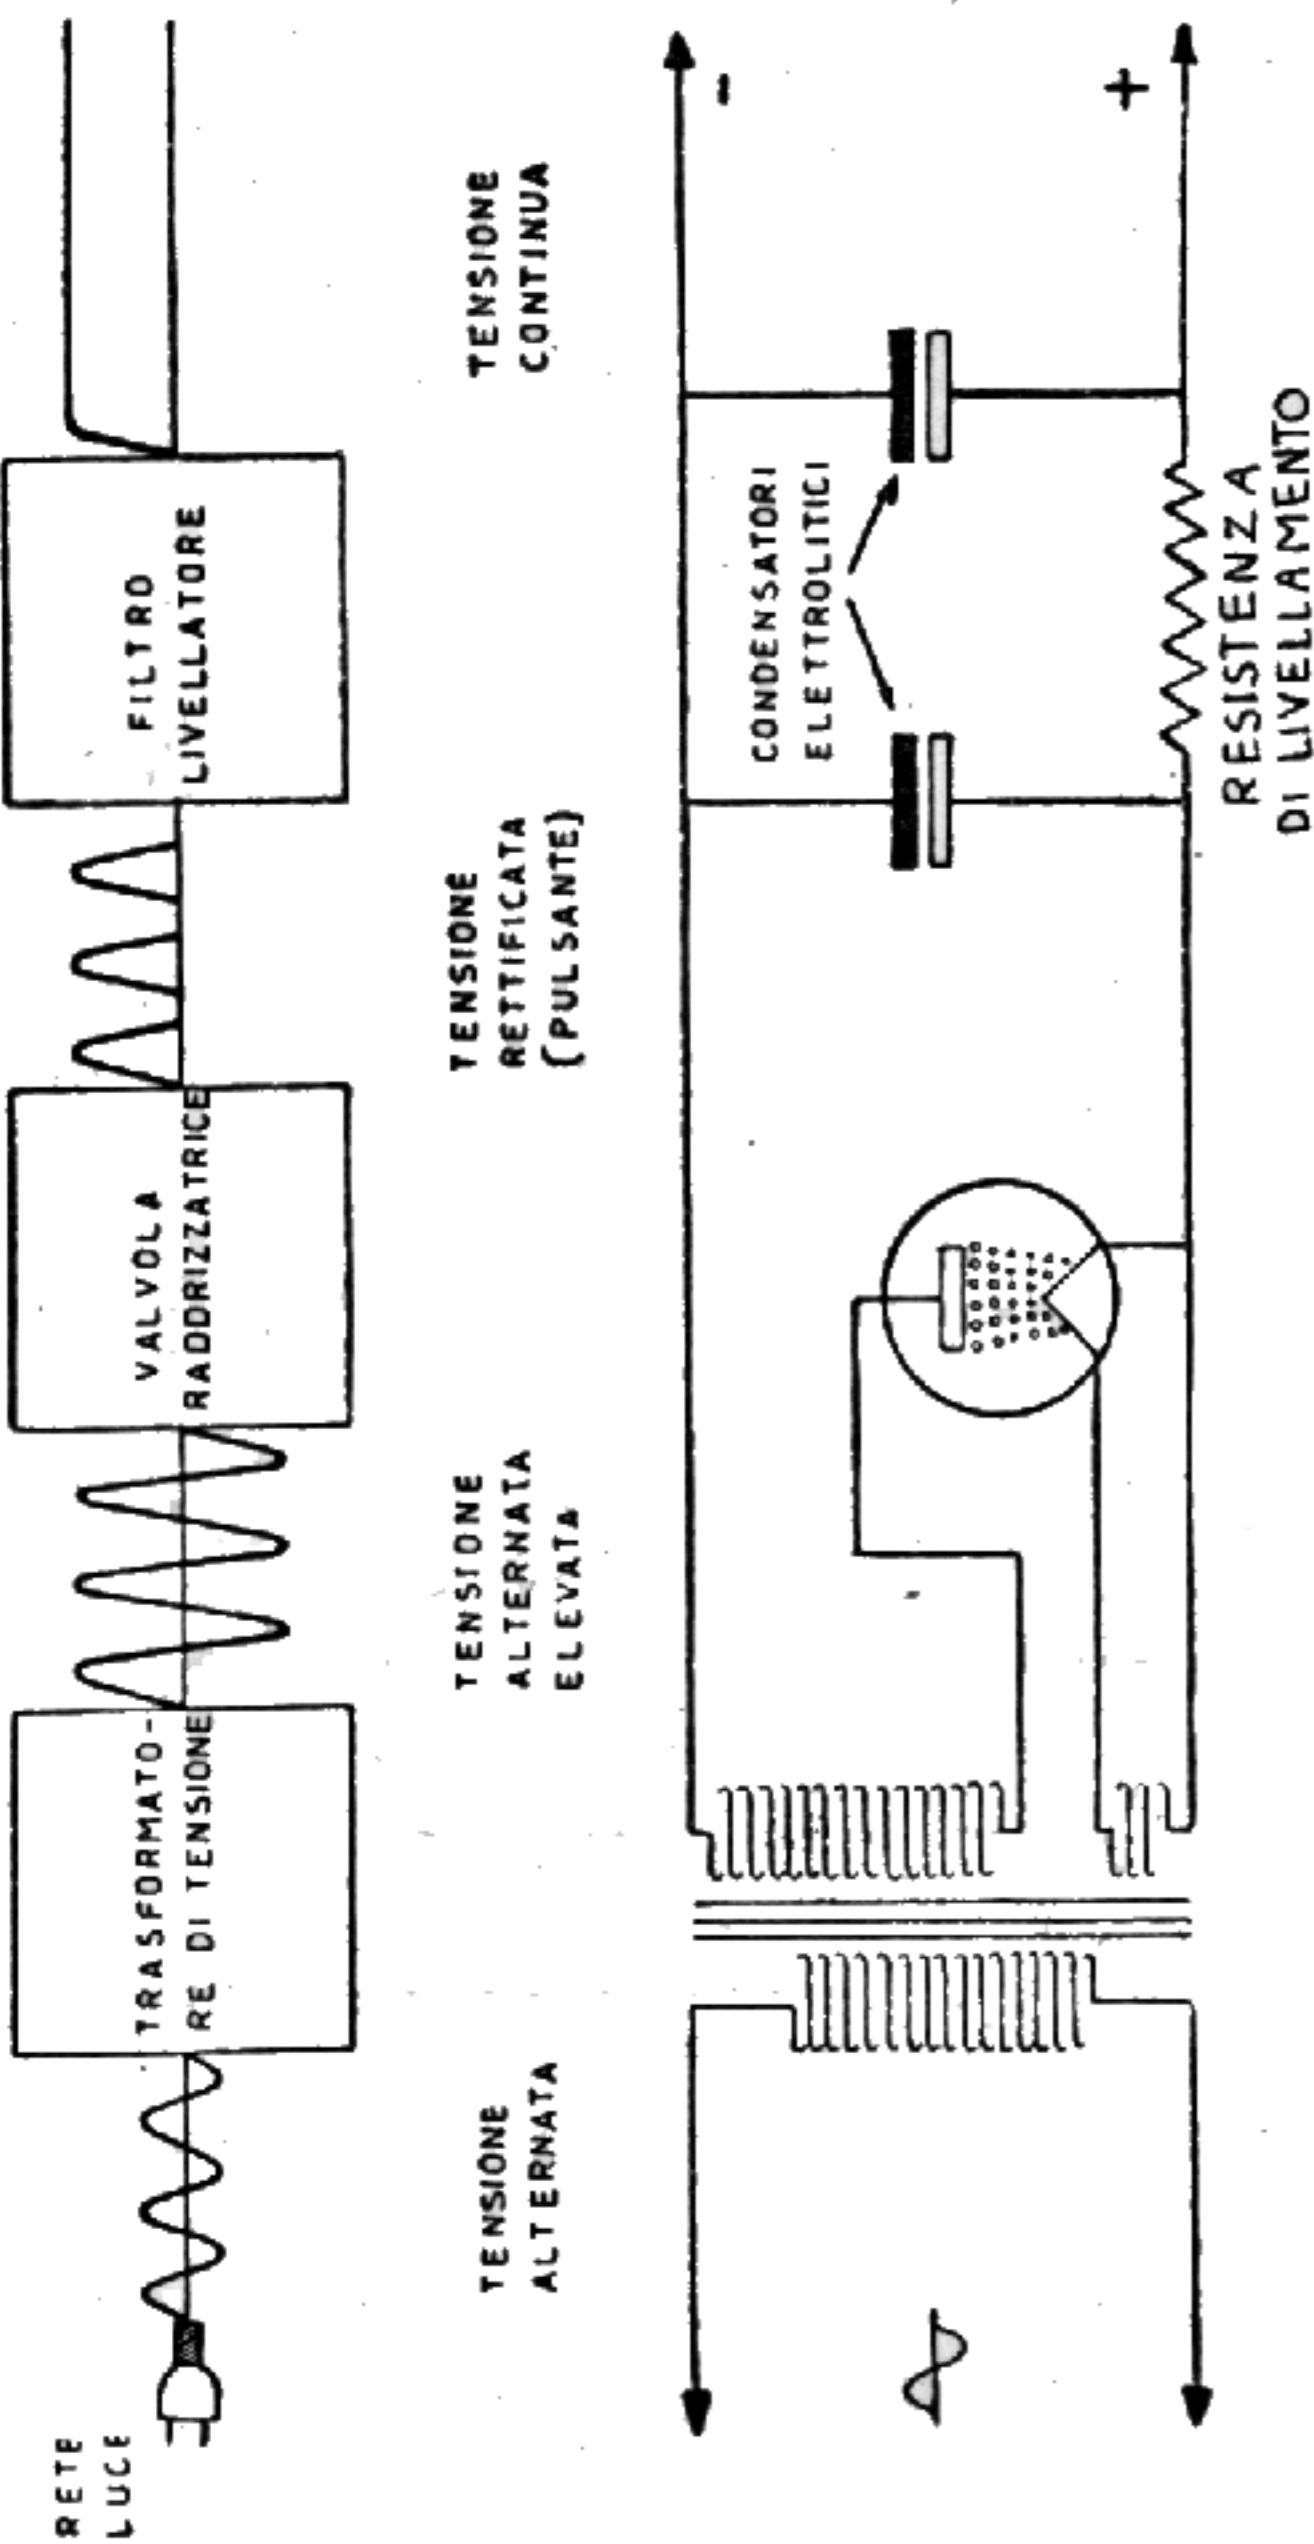 RETE
LUCE
TRASFORMATO-
RE DI TENSIONE
VALVOLA
RADDRIZZATRICE
FILTRO
LIVELLATORE
TENSIONE
ALTERNATA
TENSIONE
ALTERNATA
ELEVATA
TENSIONE
RETTIFICATA
(PULSANTE)
TENSIONE
CONTINUA
-
CONDENSATORI
ELETTROLITICI
+
RESISTENZA
DI LIVELLAMENTO